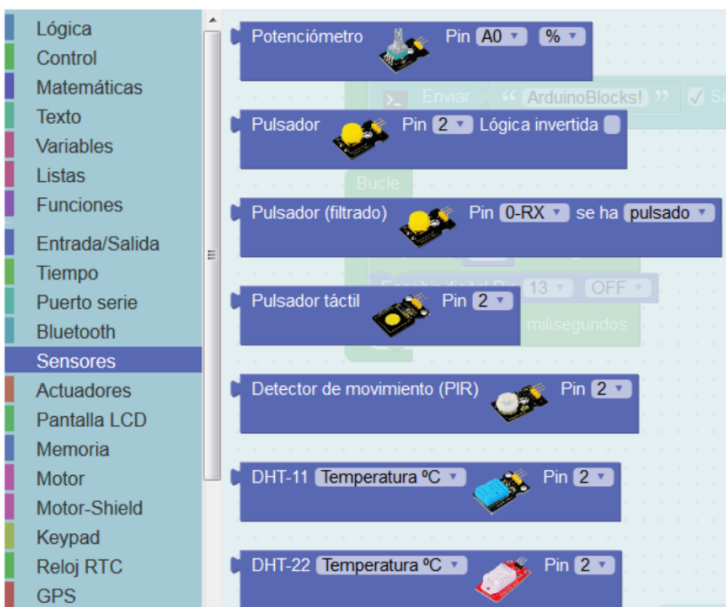 Lógica
Control
Matemáticas
Texto
Variables
Listas
Funciones
Entrada/Salida
Tiempo
Puerto serie
Bluetooth
Sensores
Actuadores
Pantalla LCD
Memoria
Motor
Motor-Shield
Keypad
Reloj RTC
GPS
Potenciómetro Pin A0 %
>_ Enviar “ ArduinoBlocks! ”
Pulsador Pin 2 Lógica invertida
Bucle
Pulsador (filtrado) Pin 0-RX se ha pulsado
13 OFF
Pulsador táctil Pin 2
milisegundos
Detector de movimiento (PIR) Pin 2
DHT-11 Temperatura ºC Pin 2
DHT-22 Temperatura ºC Pin 2